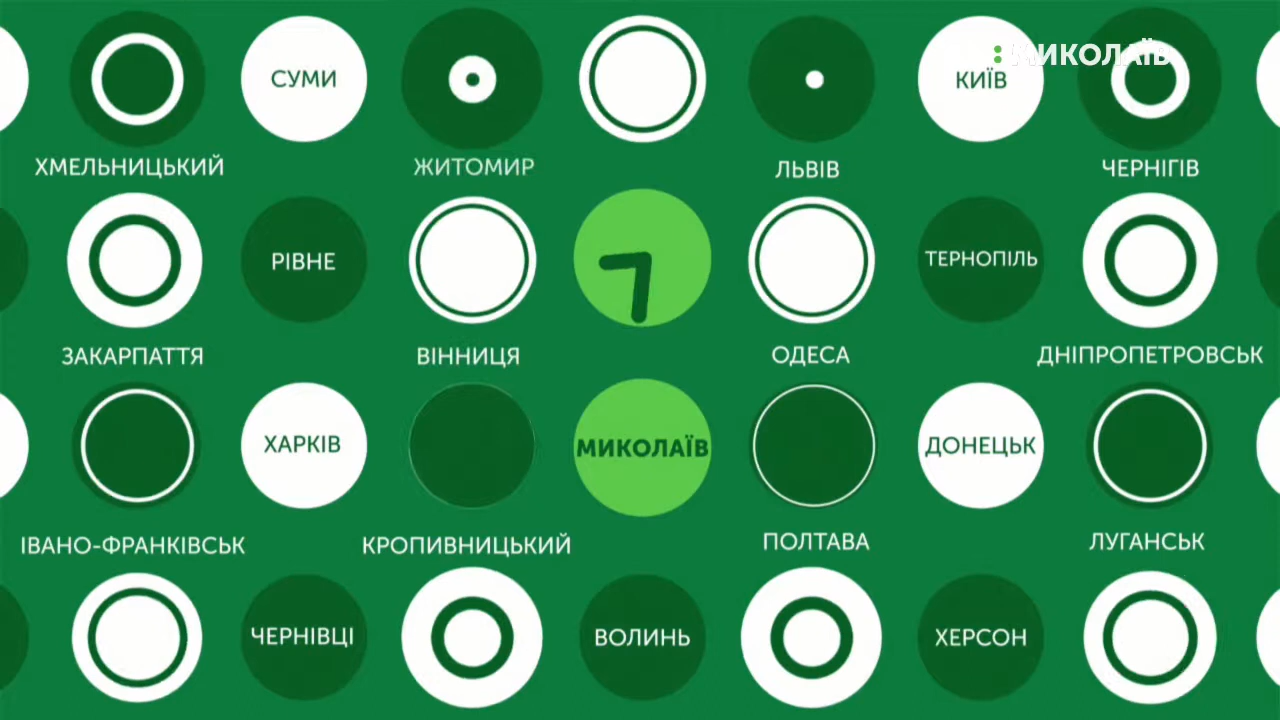 СУМИ
КИЇВ
:МИКОЛАЇВ
ХМЕЛЬНИЦЬКИЙ
ЖИТОМИР
ЛЬВІВ
ЧЕРНІГІВ
РІВНЕ
ТЕРНОПІЛЬ
ЗАКАРПАТТЯ
ВІННИЦЯ
ОДЕСА
ДНІПРОПЕТРОВСЬК
ХАРКІВ
МИКОЛАЇВ
ДОНЕЦЬК
ІВАНО-ФРАНКІВСЬК
КРОПИВНИЦЬКИЙ
ПОЛТАВА
ЛУГАНСЬК
ЧЕРНІВЦІ
ВОЛИНЬ
ХЕРСОН